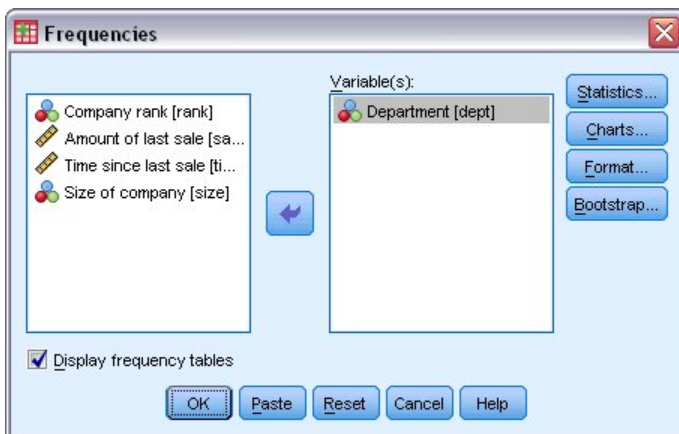 Frequencies
Variable(s):
Company rank [rank]
Amount of last sale [sa...
Time since last sale [ti...
Size of company [size]
Department [dept]
Statistics...
Charts...
Format...
Bootstrap...
Display frequency tables
OK
Paste
Reset
Cancel
Help